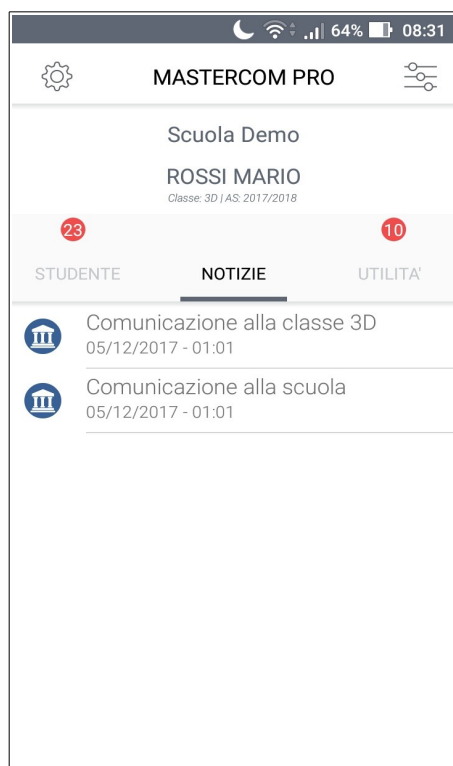 64% 08:31
MASTERCOM PRO
Scuola Demo
ROSSI MARIO
Classe: 3D | AS: 2017/2018
23 10
STUDENTE NOTIZIE UTILITA'
Comunicazione alla classe 3D
05/12/2017 - 01:01
Comunicazione alla scuola
05/12/2017 - 01:01